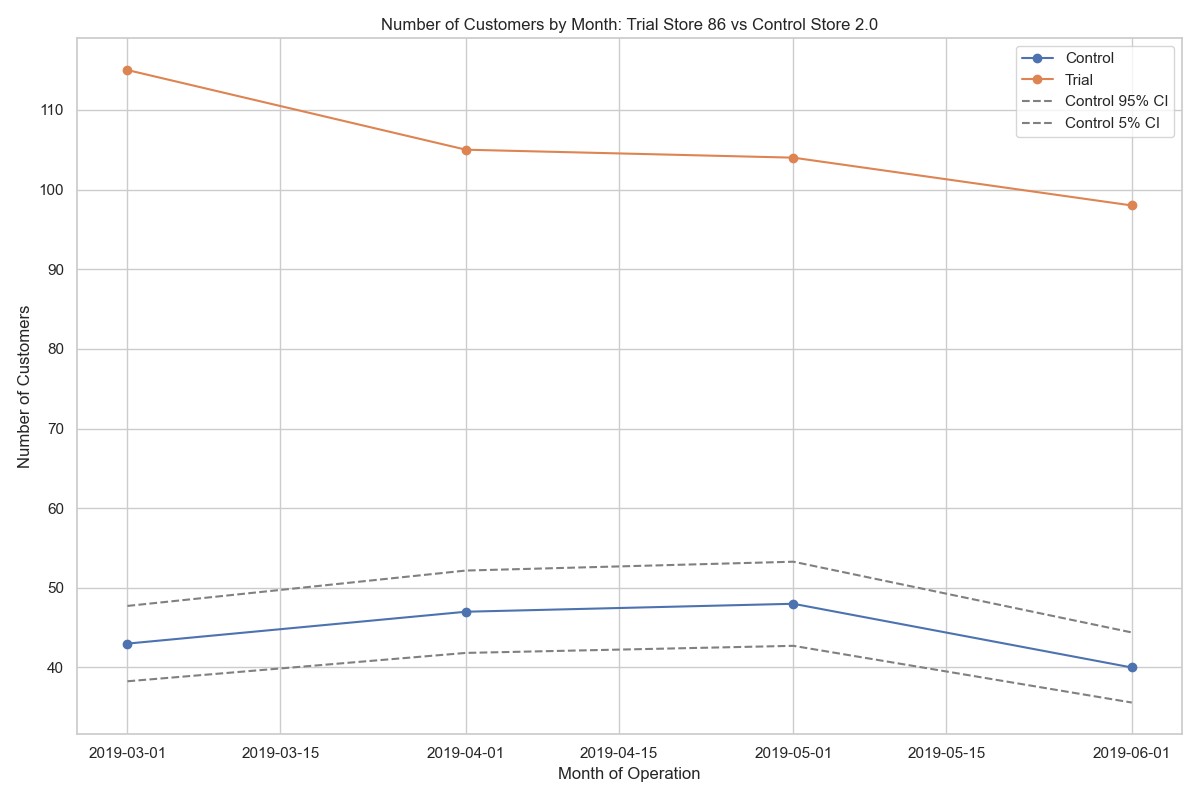 Number of Customers by Month: Trial Store 86 vs Control Store 2.0
Control
Trial
Control 95% CI
Control 5% CI
Number of Customers
110
100
90
80
70
60
50
40
2019-03-01
2019-03-15
2019-04-01
2019-04-15
2019-05-01
2019-05-15
2019-06-01
Month of Operation